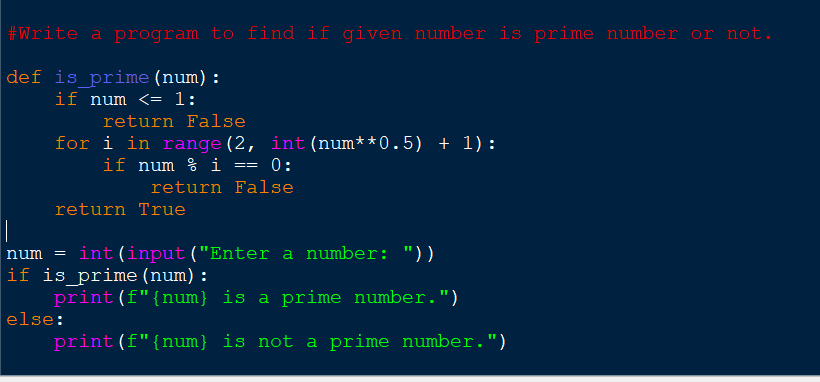 #Write a program to find if given number is prime number or not.
def is_prime(num):
    if num <= 1:
        return False
    for i in range(2, int(num**0.5) + 1):
        if num % i == 0:
            return False
    return True
num = int(input("Enter a number: "))
if is_prime(num):
    print(f"{num} is a prime number.")
else:
    print(f"{num} is not a prime number.")